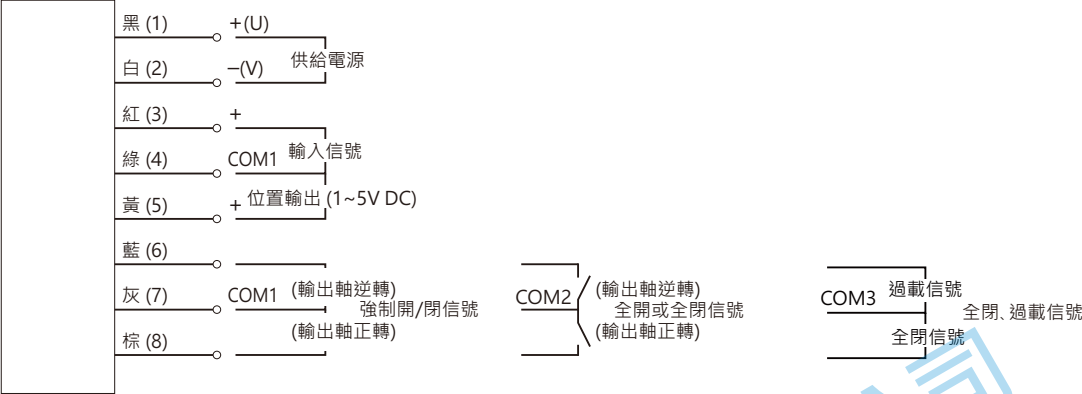 黑 (1) +(U)
供給電源
白 (2) −(V)
紅 (3) +
輸入信號
綠 (4) COM1
位置輸出 (1~5V DC)
黃 (5) +
藍 (6)
灰 (7) COM1 (輸出軸逆轉)
強制開/閉信號
(輸出軸正轉)
棕 (8)
COM2 (輸出軸逆轉)
全開或全閉信號
(輸出軸正轉)
COM3 過載信號
全閉、過載信號
全閉信號
公司